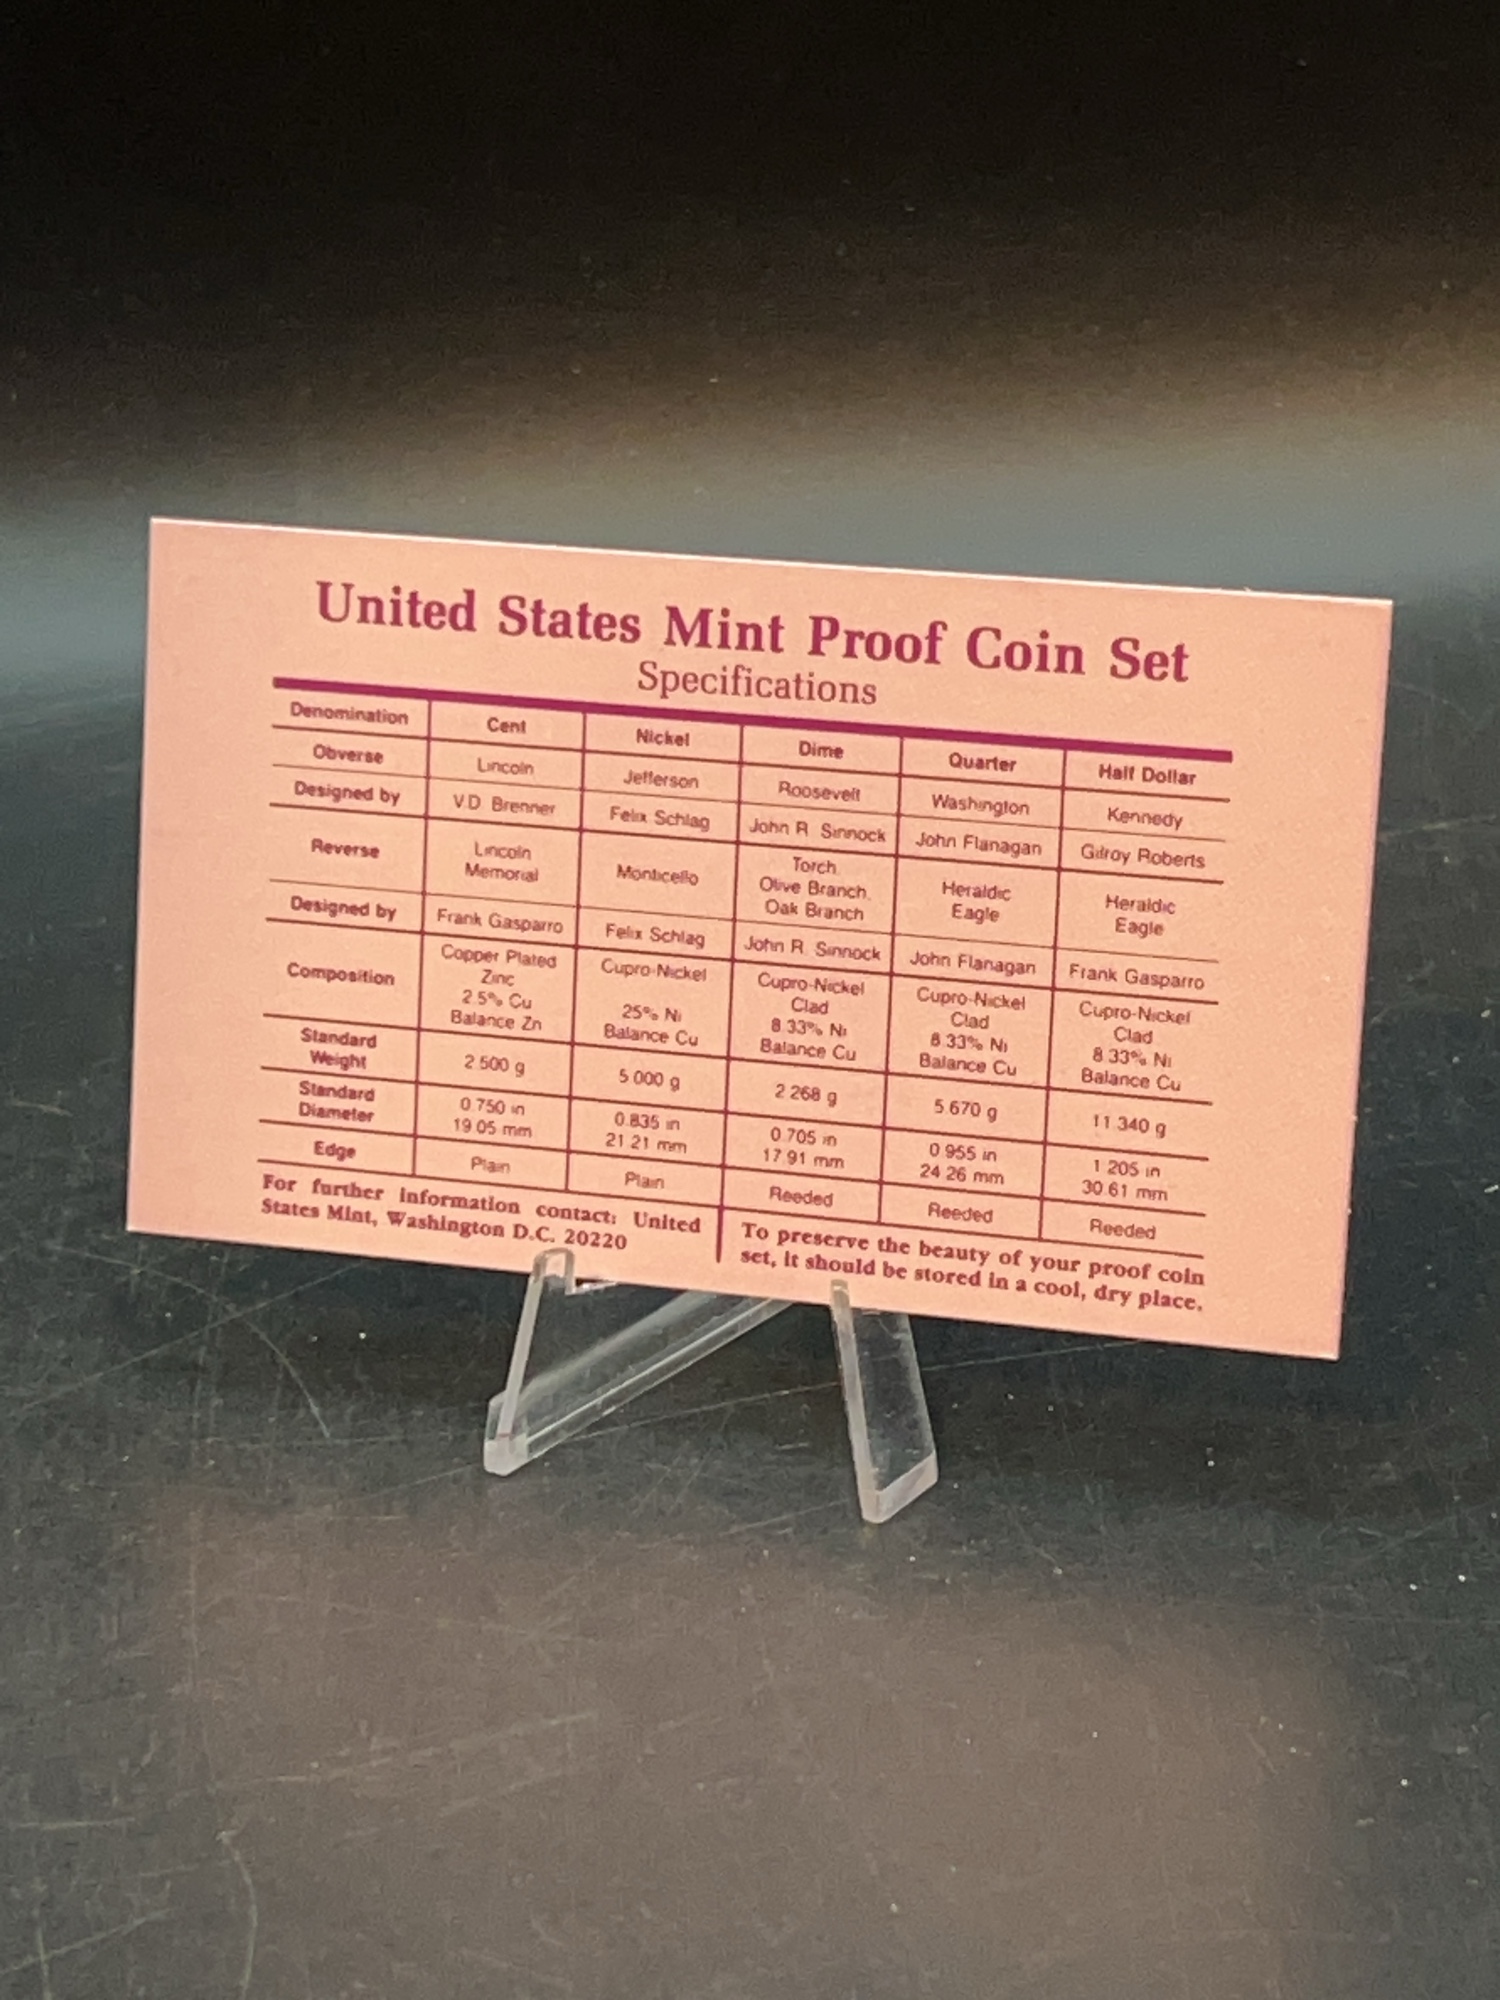 United States Mint Proof Coin Set
Specifications
Denomination Cent Nickel Dime Quarter Half Dollar
Obverse Lincoln Jefferson Roosevelt Washington Kennedy
Designed by V.D. Brenner Felix Schlag John R. Sinnock John Flanagan Gilroy Roberts
Reverse Lincoln Memorial Monticello Torch, Olive Branch, Oak Branch Heraldic Eagle Heraldic Eagle
Designed by Frank Gasparro Felix Schlag John R. Sinnock John Flanagan Frank Gasparro
Composition Copper Plated Zinc 2.5% Cu Balance Zn Cupro-Nickel 25% Ni Balance Cu Cupro-Nickel Clad 8.33% Ni Balance Cu Cupro-Nickel Clad 8.33% Ni Balance Cu Cupro-Nickel Clad 8.33% Ni Balance Cu
Standard Weight 2.500 g 5.000 g 2.268 g 5.670 g 11.340 g
Standard Diameter 0.750 in 19.05 mm 0.835 in 21.21 mm 0.705 in 17.91 mm 0.955 in 24.26 mm 1.205 in 30.61 mm
Edge Plain Plain Reeded Reeded Reeded
For further information contact: United
States Mint, Washington D.C. 20220
To preserve the beauty of your proof coin
set, it should be stored in a cool, dry place.